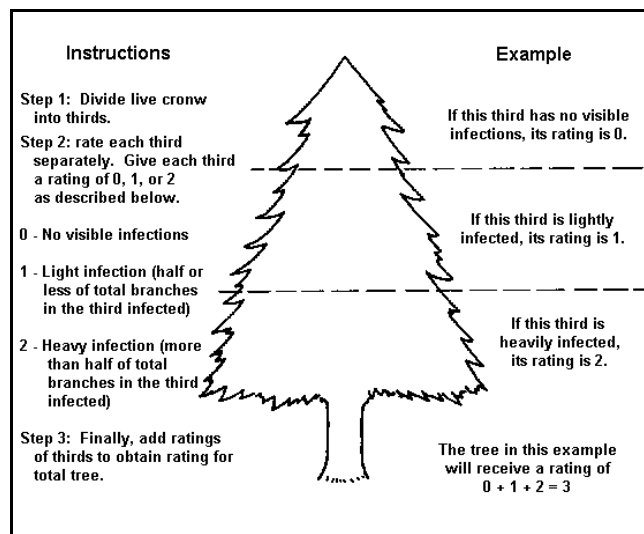 Instructions
Step 1:  Divide live cronw
into thirds.
Step 2: rate each third
separately.  Give each third
a rating of 0, 1, or 2
as described below.
0 - No visible infections
1 - Light infection (half or
less of total branches
in the third infected)
2 - Heavy infection (more
than half of total
branches in the third
infected)
Step 3:  Finally, add ratings
of thirds to obtain rating for
total tree.
Example
If this third has no visible
infections, its rating is 0.
If this third is lightly
infected, its rating is 1.
If this third is
heavily infected,
its rating is 2.
The tree in this example
will receive a rating of
0 + 1 + 2 = 3